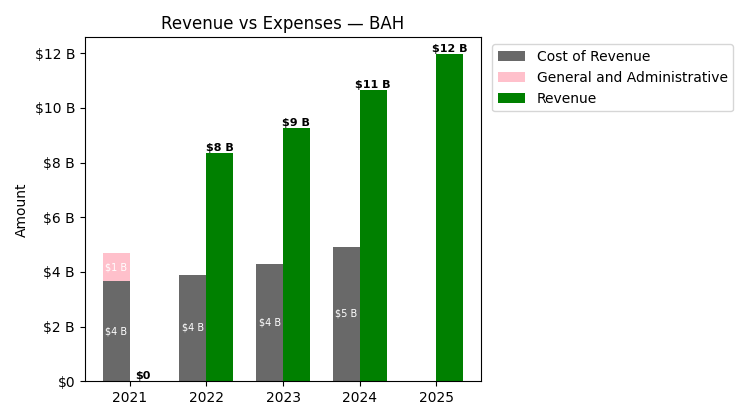 Revenue vs Expenses — BAH
Cost of Revenue
General and Administrative
Revenue
Amount
$12 B
$10 B
$8 B
$6 B
$4 B
$2 B
$0
$1 B
$4 B
$0
$4 B
$8 B
$4 B
$9 B
$5 B
$11 B
$12 B
2021
2022
2023
2024
2025